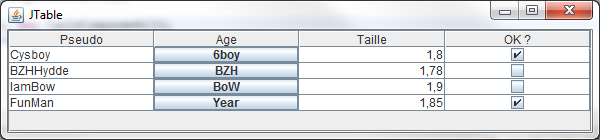 JTable
Pseudo Age Taille OK ?
Cysboy 6boy 1,8
BZHHydde BZH 1,78
IamBow BoW 1,9
FunMan Year 1,85